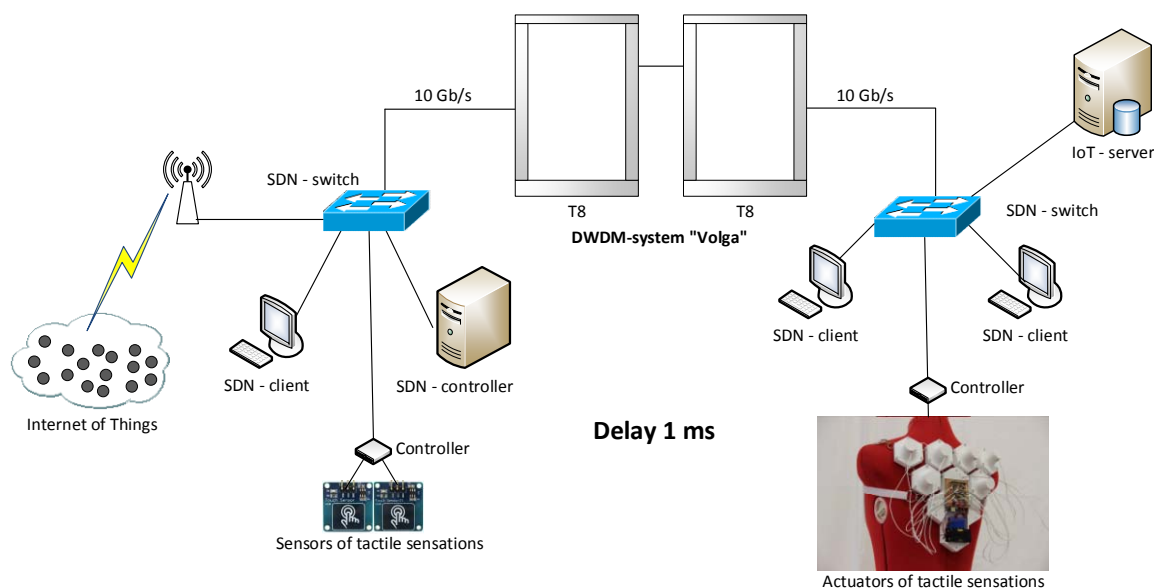 10 Gb/s
10 Gb/s
IoT - server
SDN - switch
T8
T8
SDN - switch
DWDM-system "Volga"
SDN - client
SDN - client
SDN - client
SDN - controller
Controller
Internet of Things
Delay 1 ms
Controller
Sensors of tactile sensations
Actuators of tactile sensations